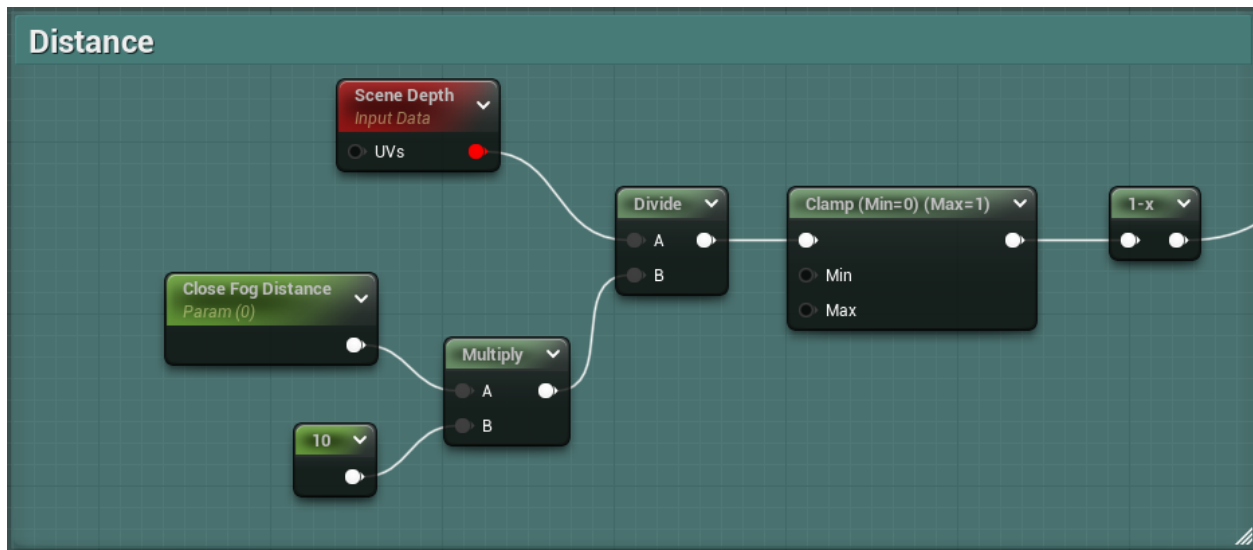 Distance
Scene Depth
Input Data
UVs
Divide
A
B
Clamp (Min=0) (Max=1)
Min
Max
1-x
Close Fog Distance
Param (0)
Multiply
A
B
10